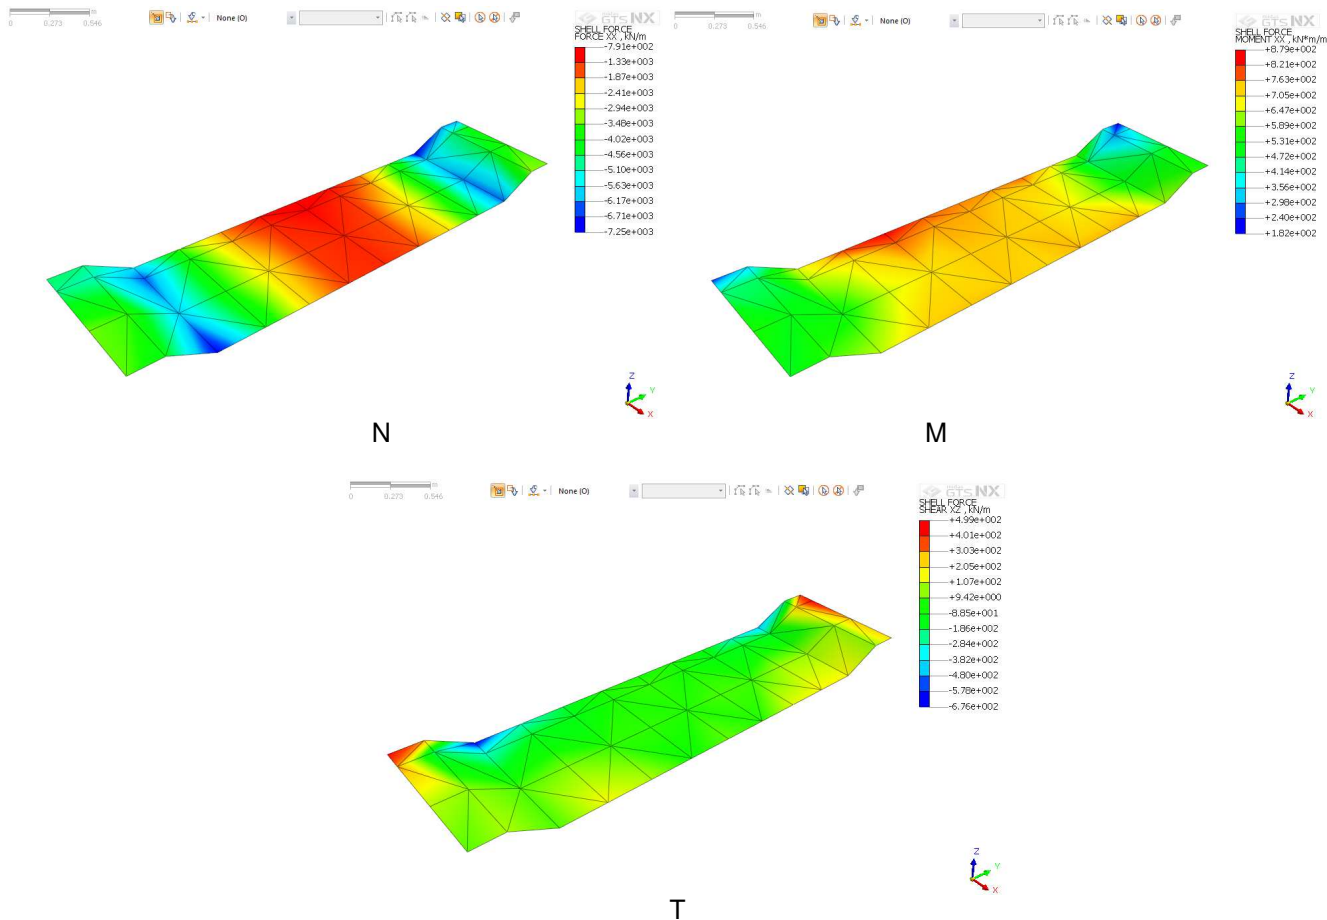 0 0.273 0.546 m
None (O)
GTS NX
SHELL FORCE
FORCE XX , kN/m
-7.91e+002
-1.33e+003
-1.87e+003
-2.41e+003
-2.94e+003
-3.48e+003
-4.02e+003
-4.56e+003
-5.10e+003
-5.63e+003
-6.17e+003
-6.71e+003
-7.25e+003
Z
Y
X
N
0 0.273 0.546 m
None (O)
GTS NX
SHELL FORCE
MOMENT XX , kN*m/m
+8.79e+002
+8.21e+002
+7.63e+002
+7.05e+002
+6.47e+002
+5.89e+002
+5.31e+002
+4.72e+002
+4.14e+002
+3.56e+002
+2.98e+002
+2.40e+002
+1.82e+002
Z
Y
X
M
0 0.273 0.546 m
None (O)
GTS NX
SHELL FORCE
SHEAR XZ , kN/m
+4.99e+002
+4.01e+002
+3.03e+002
+2.05e+002
+1.07e+002
+9.42e+000
-8.85e+001
-1.86e+002
-2.84e+002
-3.82e+002
-4.80e+002
-5.78e+002
-6.76e+002
Z
Y
X
T